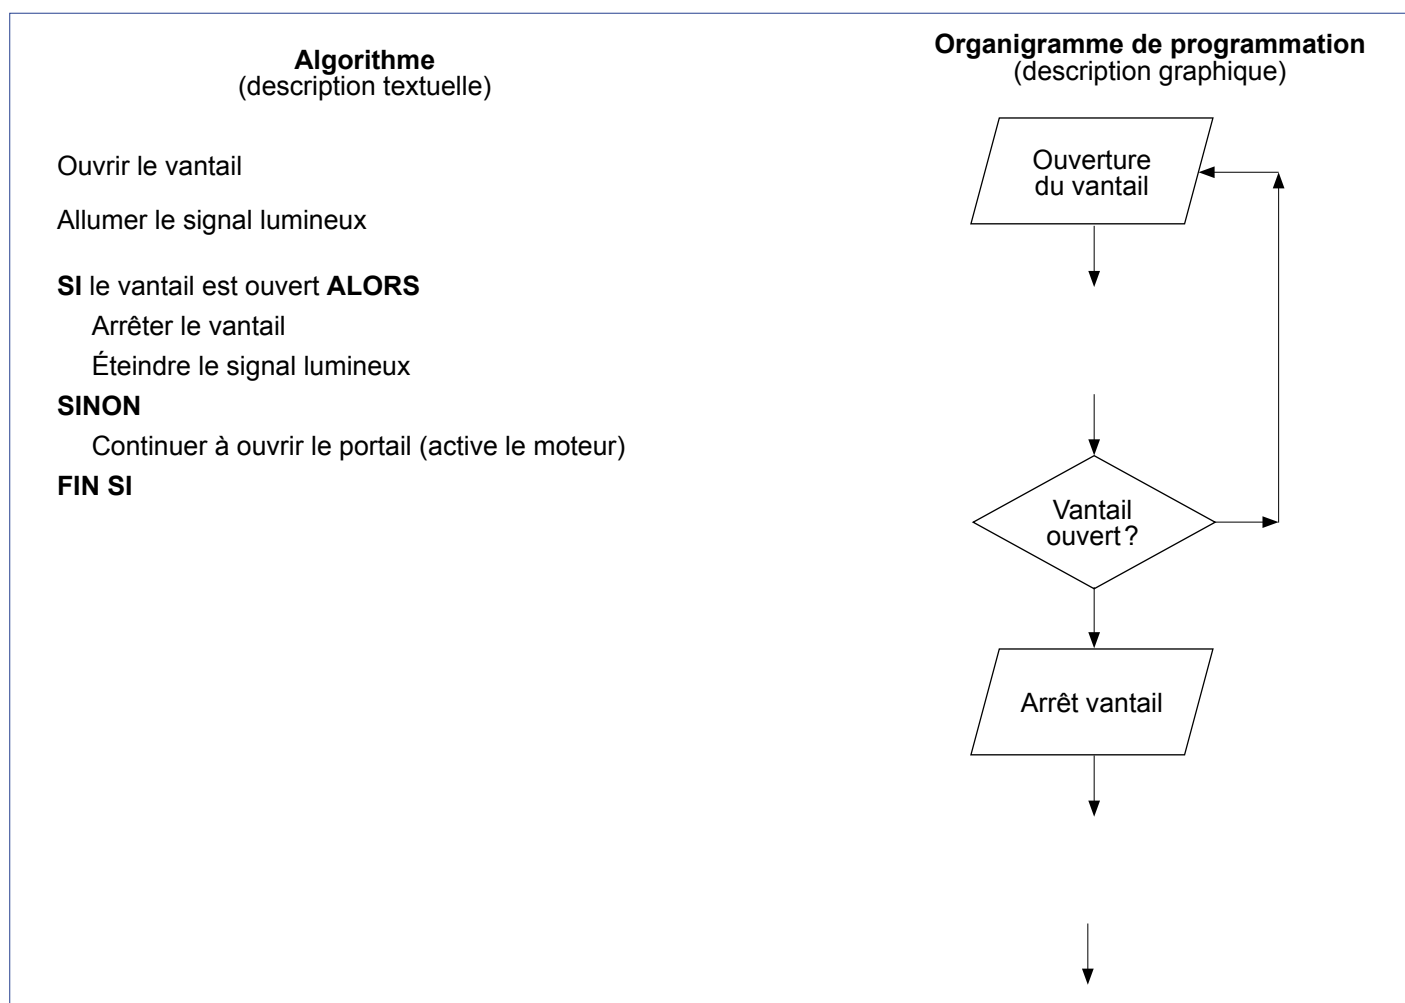 Algorithme
(description textuelle)
Ouvrir le vantail
Allumer le signal lumineux
SI le vantail est ouvert ALORS
Arrêter le vantail
Éteindre le signal lumineux
SINON
Continuer à ouvrir le portail (active le moteur)
FIN SI
Organigramme de programmation
(description graphique)
Ouverture
du vantail
Vantail
ouvert ?
Arrêt vantail